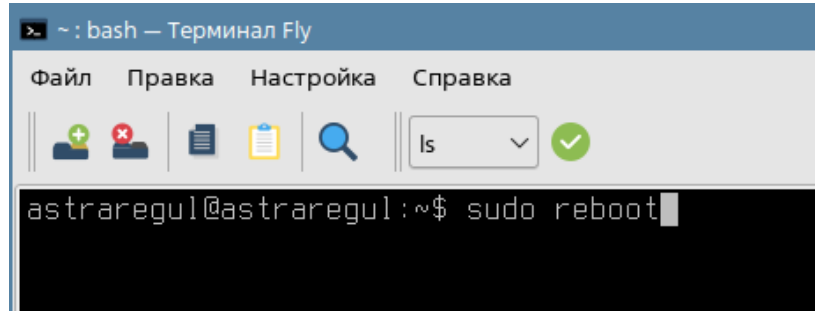 ~ : bash — Терминал Fly
Файл Правка Настройка Справка
ls
astraregul@astraregul:~$ sudo reboot